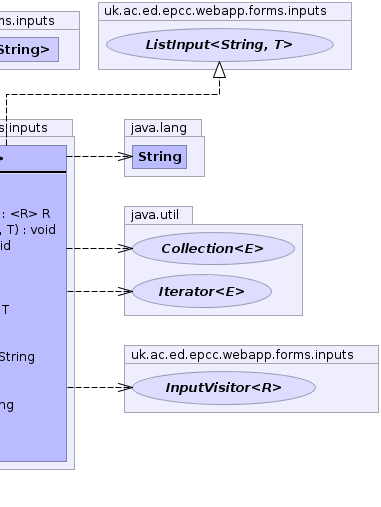 s.inputs
String>
uk.ac.ed.epcc.webapp.forms.inputs
ListInput<String, T>
s.inputs
>
: <R> R
, T) : void
id
T
String
ng
java.lang
String
java.util
Collection<E>
Iterator<E>
uk.ac.ed.epcc.webapp.forms.inputs
InputVisitor<R>